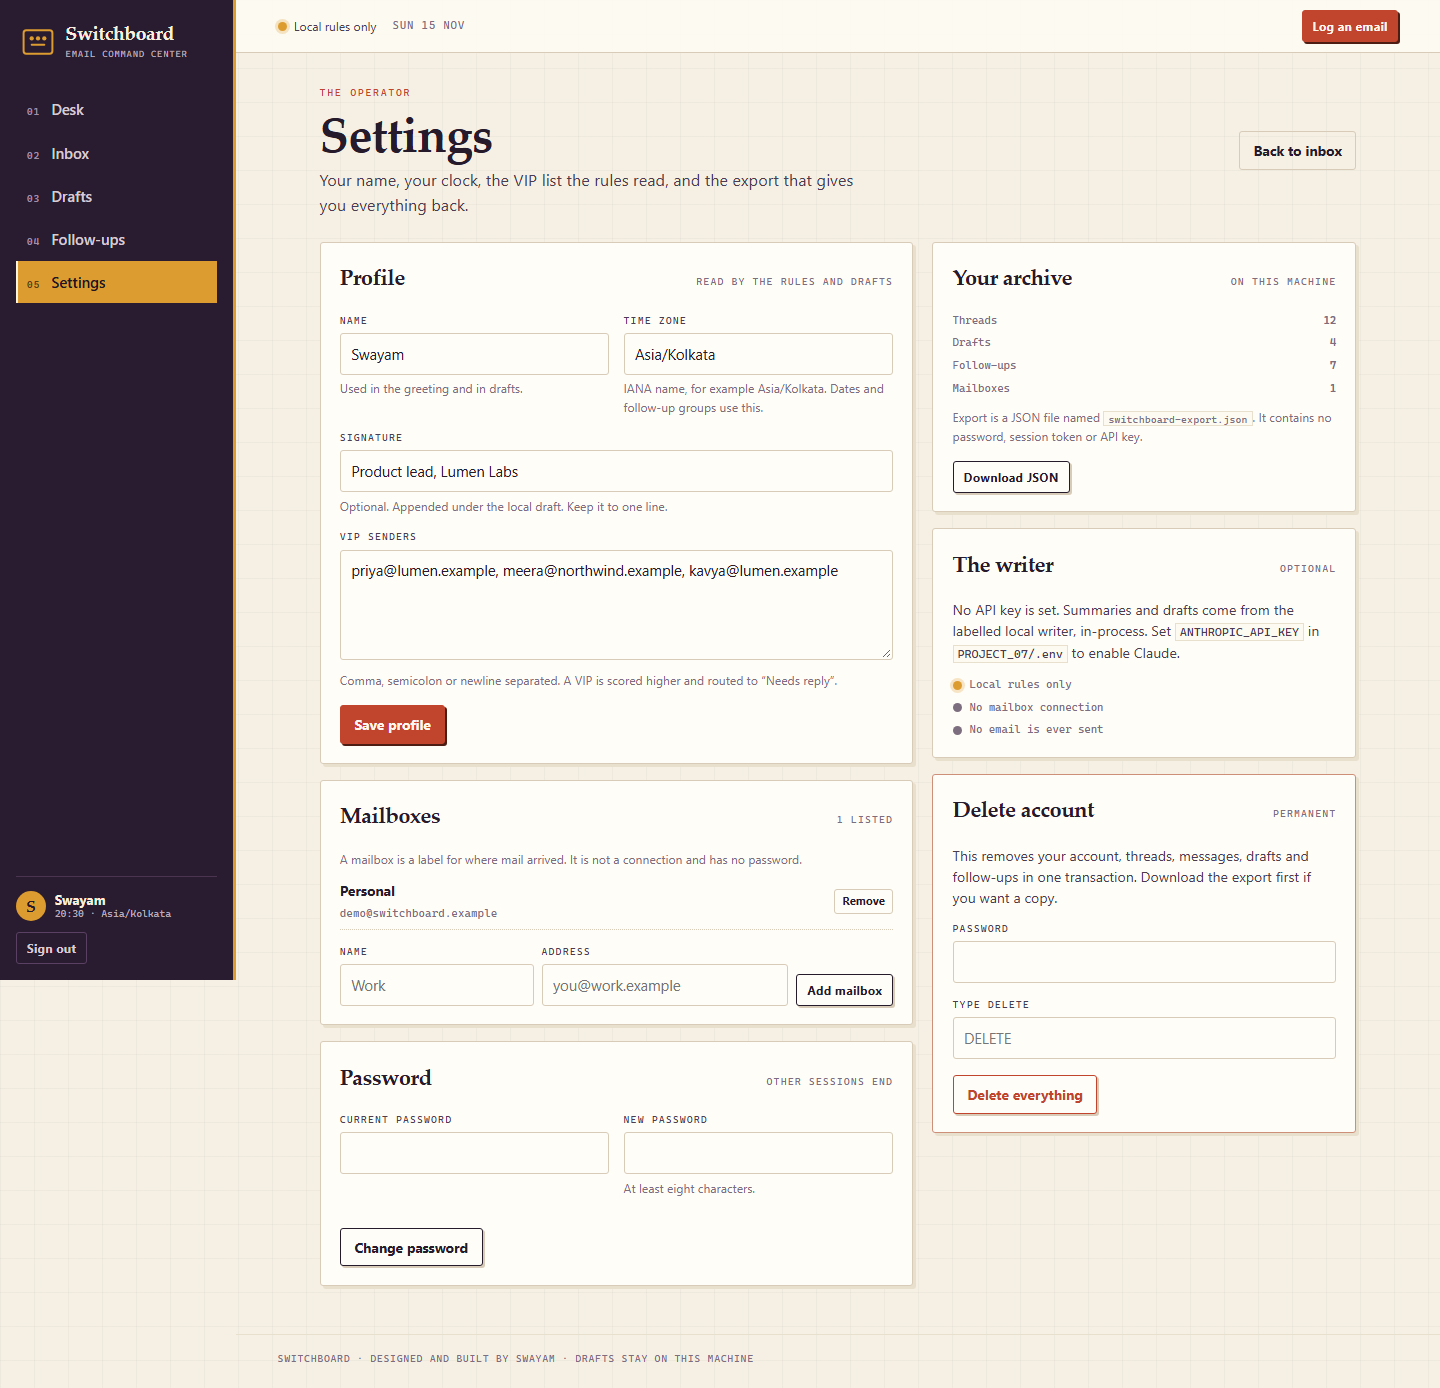 Switchboard
EMAIL COMMAND CENTER
01 Desk
02 Inbox
03 Drafts
04 Follow-ups
05 Settings
S
Swayam
20:30 · Asia/Kolkata
Sign out
Local rules only
SUN 15 NOV
Log an email
THE OPERATOR
Settings
Your name, your clock, the VIP list the rules read, and the export that gives
you everything back.
Back to inbox
Profile
READ BY THE RULES AND DRAFTS
NAME
Swayam
Used in the greeting and in drafts.
TIME ZONE
Asia/Kolkata
IANA name, for example Asia/Kolkata. Dates and
follow-up groups use this.
SIGNATURE
Product lead, Lumen Labs
Optional. Appended under the local draft. Keep it to one line.
VIP SENDERS
priya@lumen.example, meera@northwind.example, kavya@lumen.example
Comma, semicolon or newline separated. A VIP is scored higher and routed to “Needs reply”.
Save profile
Mailboxes
1 LISTED
A mailbox is a label for where mail arrived. It is not a connection and has no password.
Personal
demo@switchboard.example
Remove
NAME
Work
ADDRESS
you@work.example
Add mailbox
Password
OTHER SESSIONS END
CURRENT PASSWORD
NEW PASSWORD
At least eight characters.
Change password
Your archive
ON THIS MACHINE
Threads 12
Drafts 4
Follow-ups 7
Mailboxes 1
Export is a JSON file named switchboard-export.json. It contains no
password, session token or API key.
Download JSON
The writer
OPTIONAL
No API key is set. Summaries and drafts come from the
labelled local writer, in-process. Set ANTHROPIC_API_KEY in
PROJECT_07/.env to enable Claude.
Local rules only
No mailbox connection
No email is ever sent
Delete account
PERMANENT
This removes your account, threads, messages, drafts and
follow-ups in one transaction. Download the export first if
you want a copy.
PASSWORD
TYPE DELETE
DELETE
Delete everything
SWITCHBOARD · DESIGNED AND BUILT BY SWAYAM · DRAFTS STAY ON THIS MACHINE